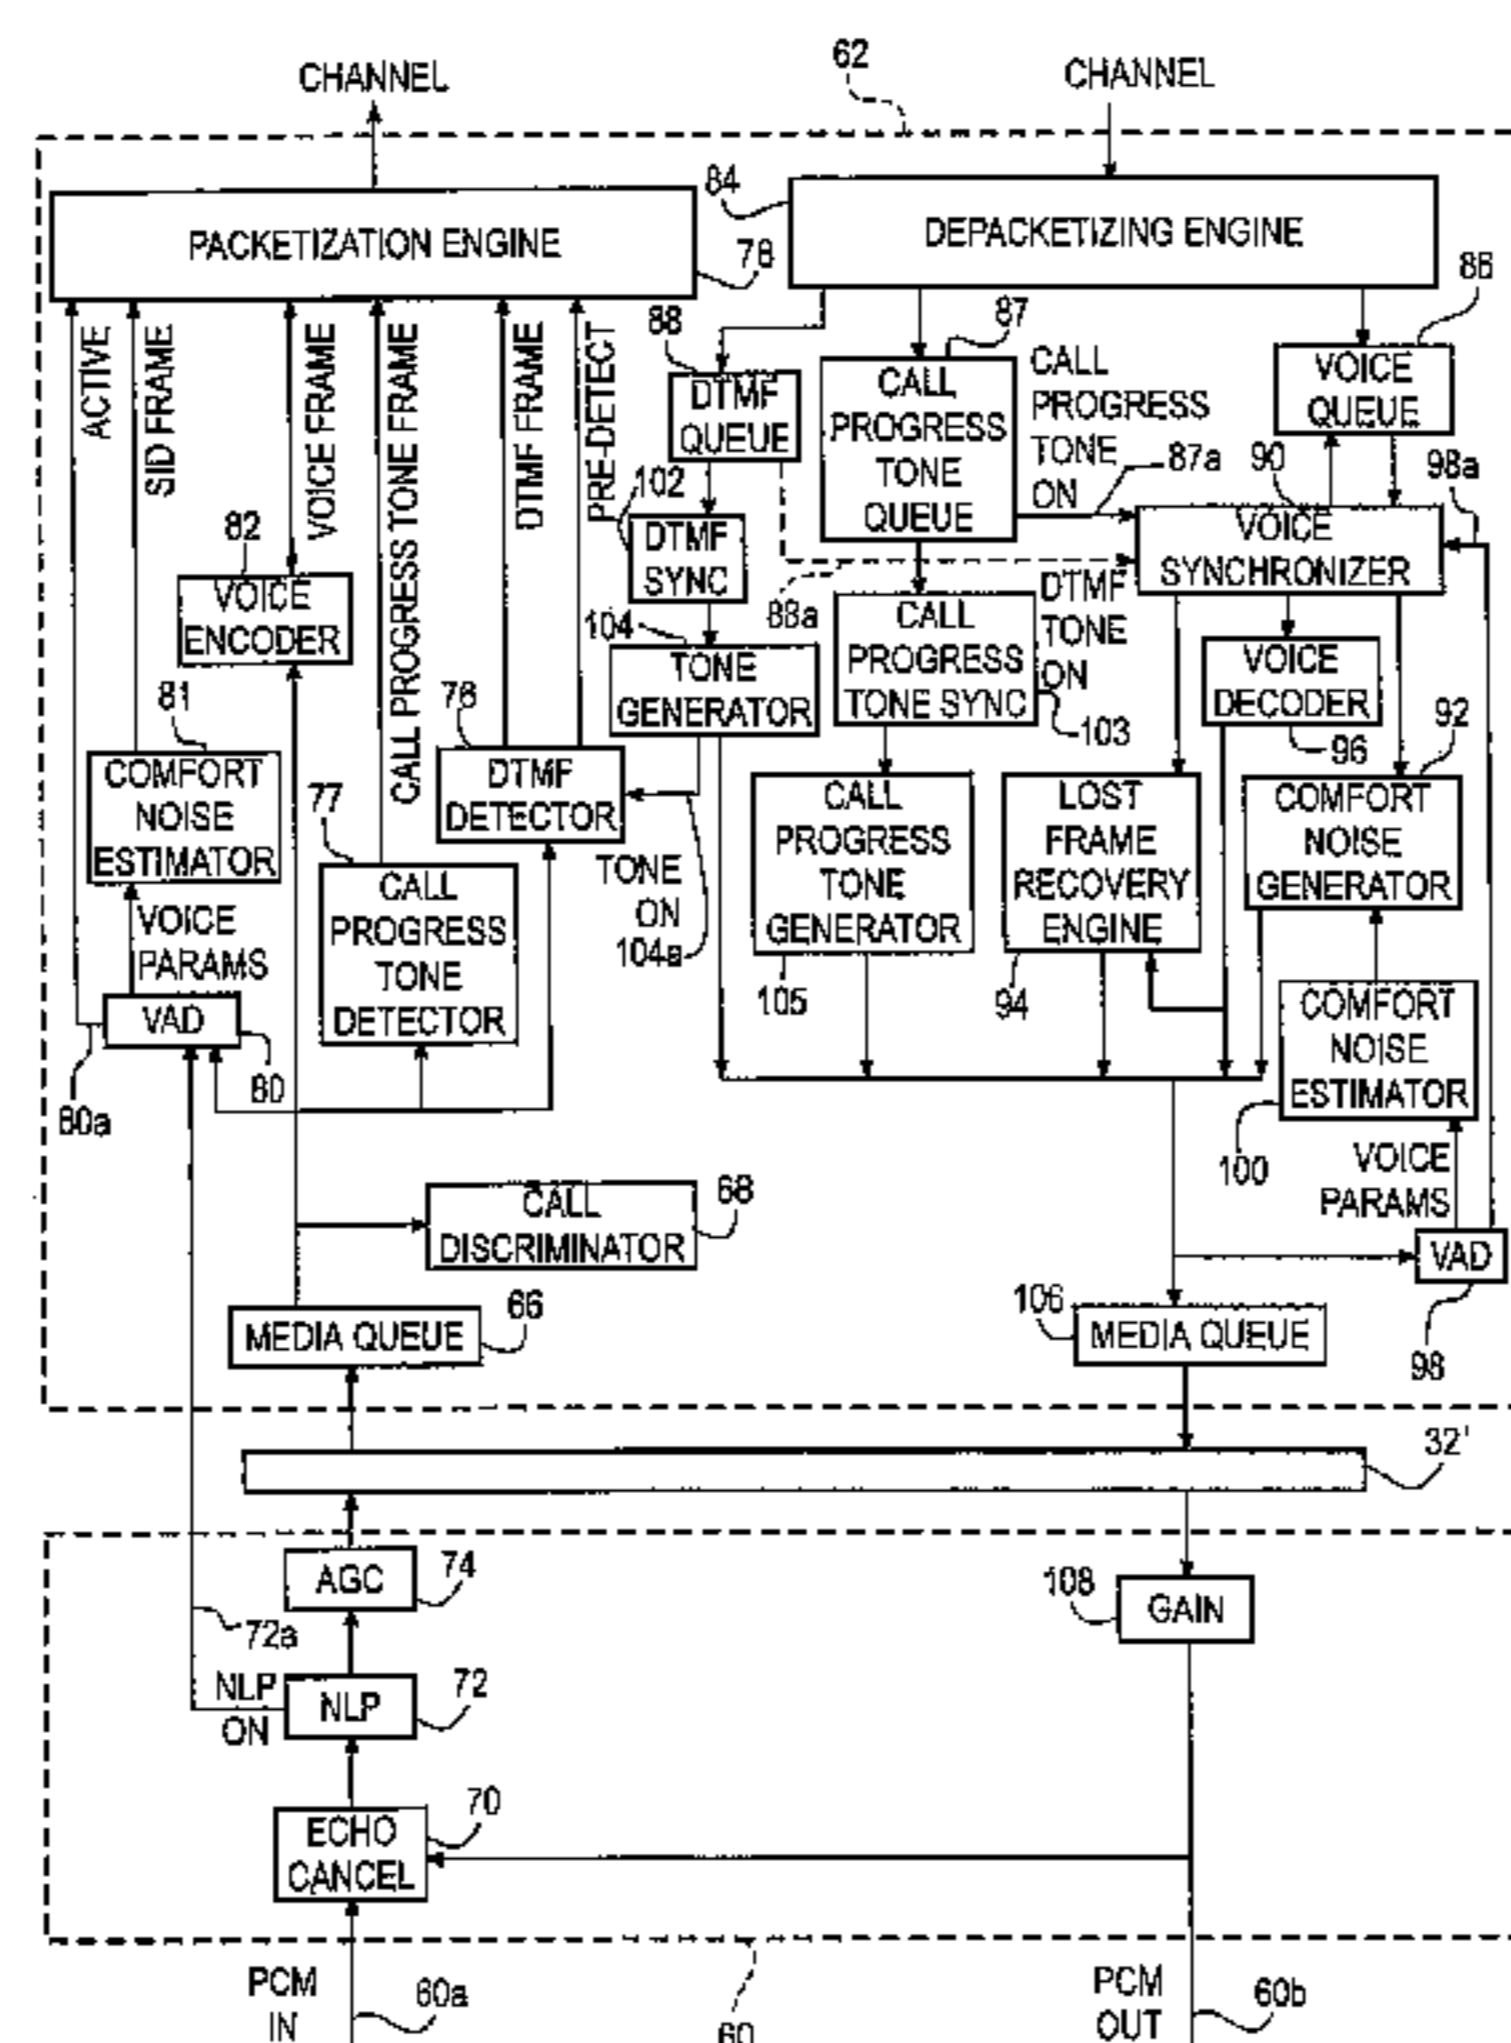 CHANNEL
62
CHANNEL
PACKETIZATION ENGINE
78
84
DEPACKETIZING ENGINE
86
ACTIVE
SID FRAME
VOICE FRAME
CALL PROGRESS TONE FRAME
DTMF FRAME
PRE-DETECT
88
DTMF
QUEUE
87
CALL
PROGRESS
TONE
QUEUE
CALL
PROGRESS
TONE
ON
87a
VOICE
QUEUE
90
98a
VOICE
SYNCHRONIZER
102
DTMF
SYNC
88a
DTMF
TONE
ON
82
VOICE
ENCODER
104
TONE
GENERATOR
CALL
PROGRESS
TONE SYNC
103
VOICE
DECODER
96
92
81
COMFORT
NOISE
ESTIMATOR
76
DTMF
DETECTOR
77
CALL
PROGRESS
TONE
DETECTOR
TONE
ON
104a
CALL
PROGRESS
TONE
GENERATOR
105
LOST
FRAME
RECOVERY
ENGINE
94
COMFORT
NOISE
GENERATOR
VOICE
PARAMS
VAD
80
80a
COMFORT
NOISE
ESTIMATOR
100
VOICE
PARAMS
CALL
DISCRIMINATOR
68
VAD
98
MEDIA QUEUE
66
106
MEDIA QUEUE
32'
AGC
74
108
GAIN
72a
NLP
ON
NLP
72
ECHO
CANCEL
70
PCM
IN
60a
60
PCM
OUT
60b